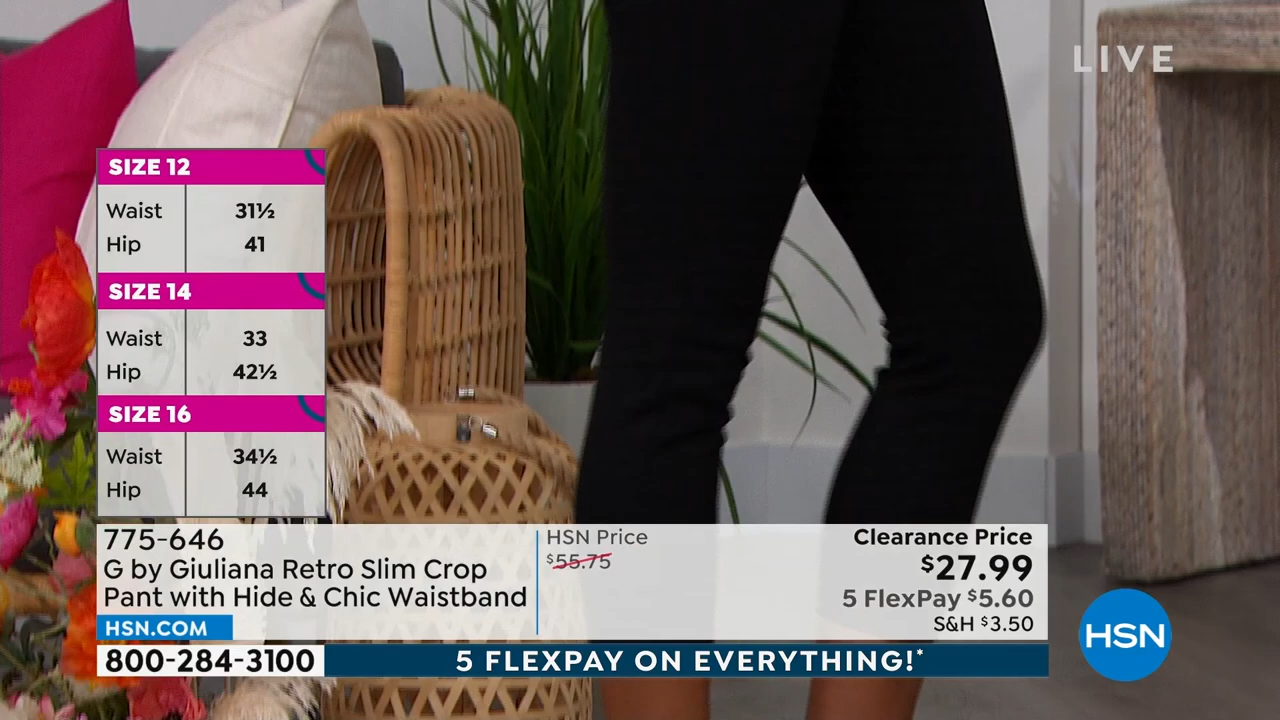 LIVE
SIZE 12
Waist 31½
Hip 41
SIZE 14
Waist 33
Hip 42½
SIZE 16
Waist 34½
Hip 44
775-646
G by Giuliana Retro Slim Crop
Pant with Hide & Chic Waistband
HSN.COM
HSN Price
$55.75
Clearance Price
$27.99
5 FlexPay $5.60
S&H $3.50
800-284-3100
5 FLEXPAY ON EVERYTHING!*
HSN